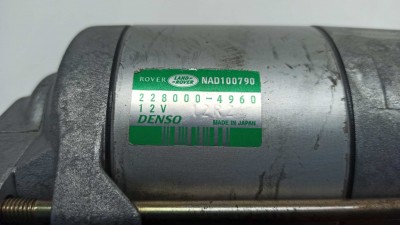 ROVER LAND-ROVER NAD100790
228000-4960
12V
DENSO MADE IN JAPAN